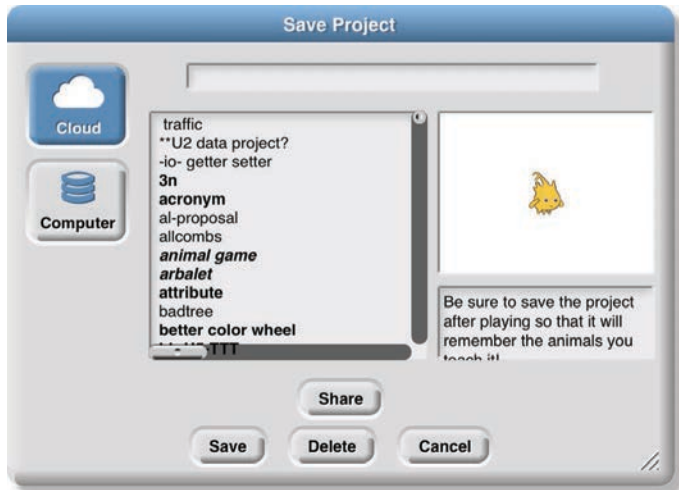 Save Project
Cloud
Computer
traffic
**U2 data project?
-io- getter setter
3n
acronym
al-proposal
allcombs
animal game
arbalet
attribute
badtree
better color wheel
Be sure to save the project
after playing so that it will
remember the animals you
teach it!
Share
Save
Delete
Cancel